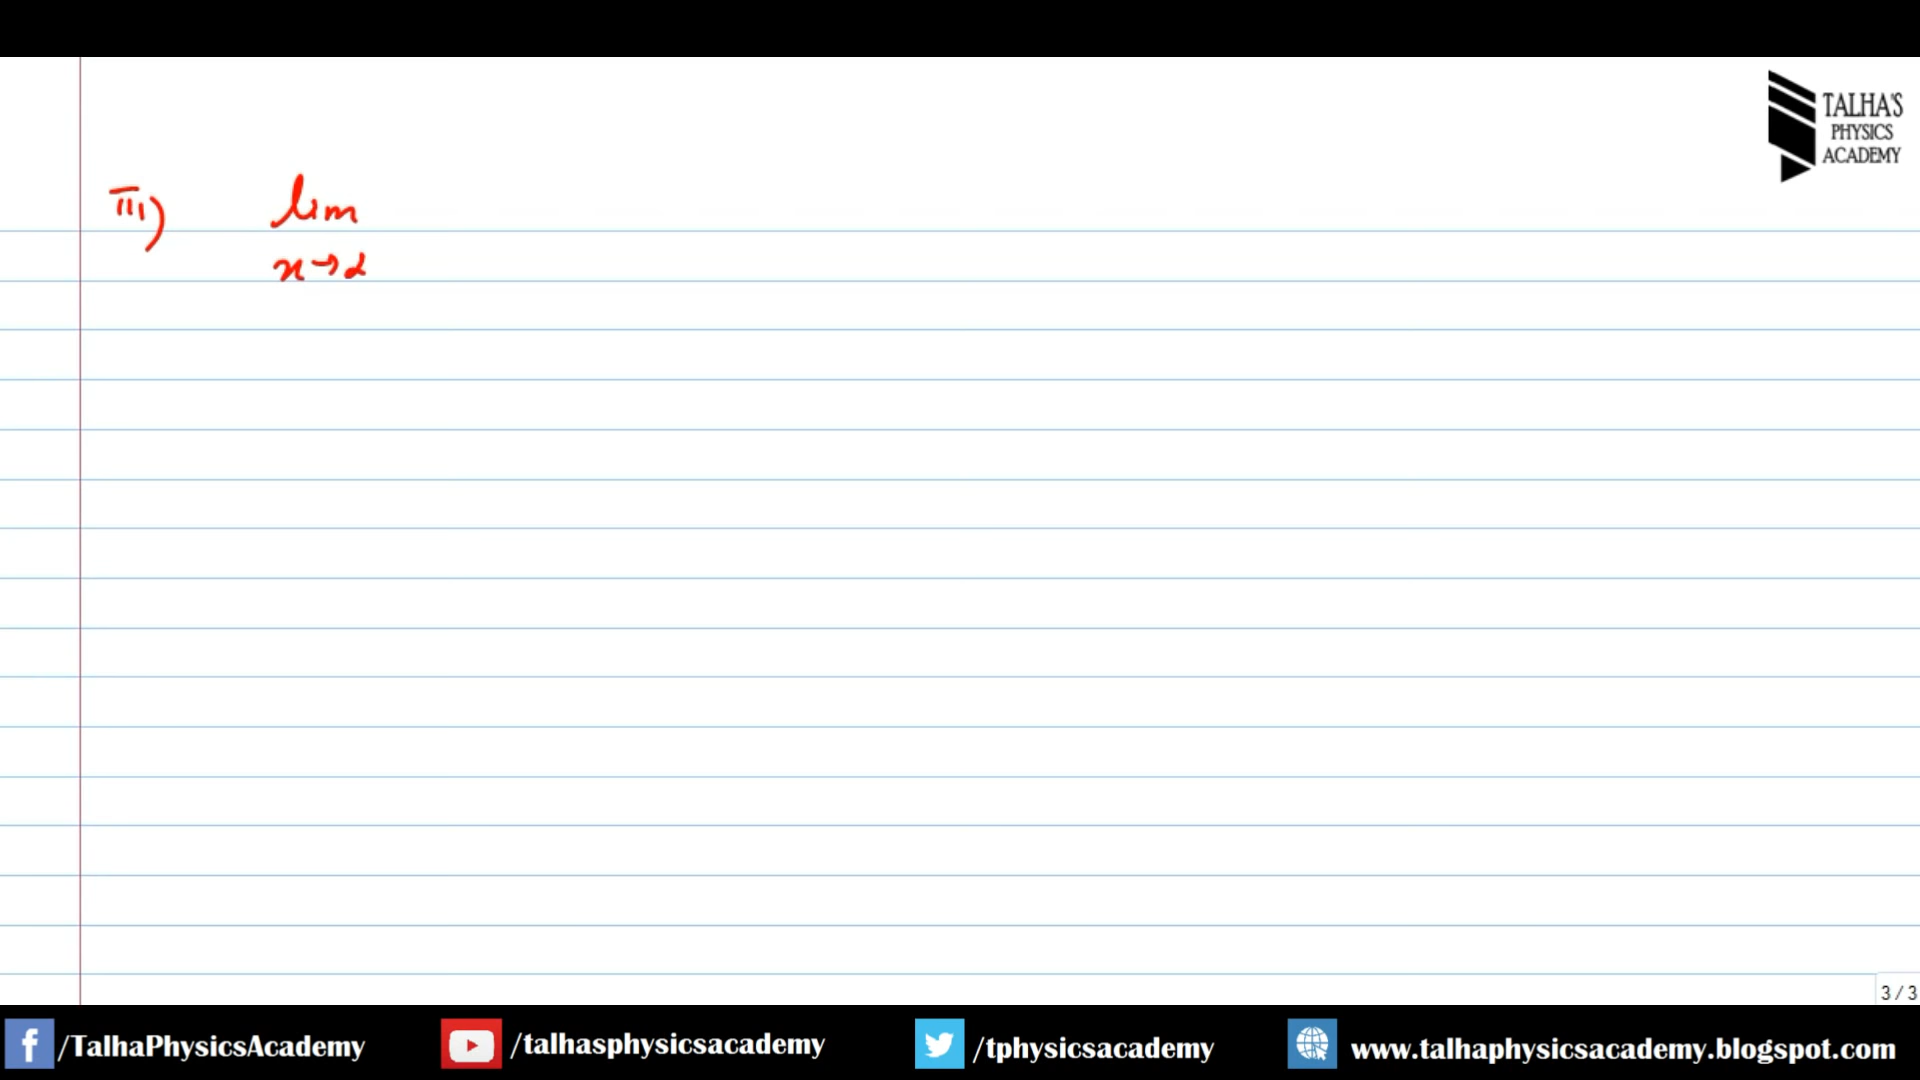 TALHA'S
PHYSICS
ACADEMY
iii) lim
x→2
3/3
/TalhaPhysicsAcademy /talhasphysicsacademy /tphysicsacademy www.talhaphysicsacademy.blogspot.com